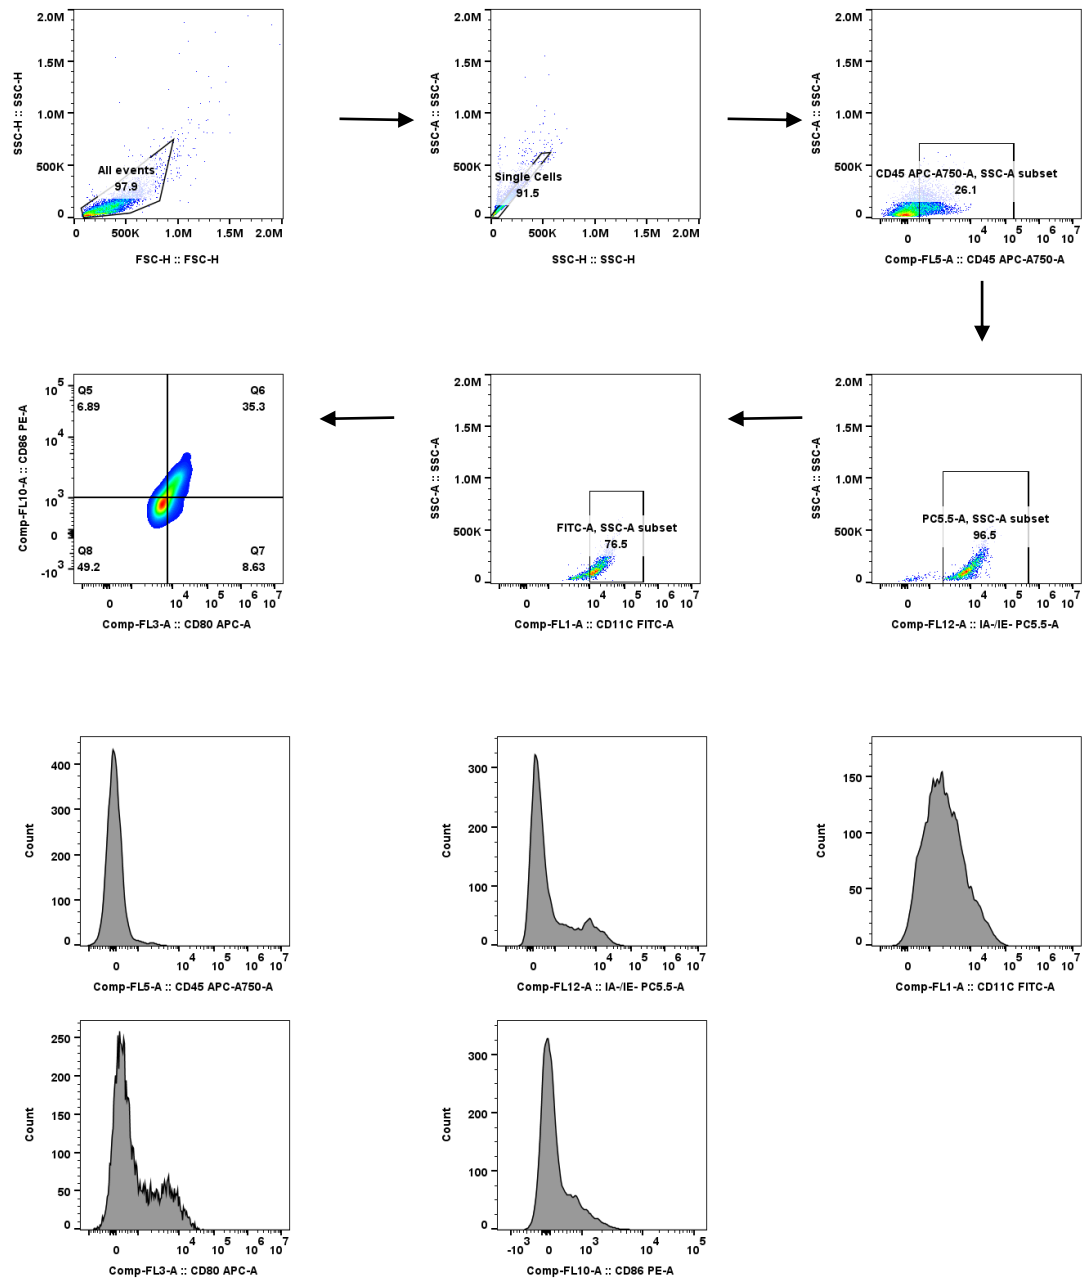 SSC-H :: SSC-H
2.0M
1.5M
1.0M
500K
0
All events
97.9
0 500K 1.0M 1.5M 2.0M
FSC-H :: FSC-H
SSC-A :: SSC-A
2.0M
1.5M
1.0M
500K
0
Single Cells
91.5
0 500K 1.0M 1.5M 2.0M
SSC-H :: SSC-H
SSC-A :: SSC-A
2.0M
1.5M
1.0M
500K
0
CD45 APC-A750-A, SSC-A subset
26.1
0 10^4 10^5 10^6 10^7
Comp-FL5-A :: CD45 APC-A750-A
Comp-FL10-A :: CD86 PE-A
10^5
10^4
10^3
0
-10^3
Q5
6.89
Q6
35.3
Q8
49.2
Q7
8.63
0 10^4 10^5 10^6 10^7
Comp-FL3-A :: CD80 APC-A
SSC-A :: SSC-A
2.0M
1.5M
1.0M
500K
0
FITC-A, SSC-A subset
76.5
0 10^4 10^5 10^6 10^7
Comp-FL1-A :: CD11C FITC-A
SSC-A :: SSC-A
2.0M
1.5M
1.0M
500K
0
PC5.5-A, SSC-A subset
96.5
0 10^4 10^5 10^6 10^7
Comp-FL12-A :: IA-/IE- PC5.5-A
Count
400
300
200
100
0
0 10^4 10^5 10^6 10^7
Comp-FL5-A :: CD45 APC-A750-A
Count
300
200
100
0
0 10^4 10^5 10^6 10^7
Comp-FL12-A :: IA-/IE- PC5.5-A
Count
150
100
50
0
0 10^4 10^5 10^6 10^7
Comp-FL1-A :: CD11C FITC-A
Count
250
200
150
100
50
0
0 10^4 10^5 10^6 10^7
Comp-FL3-A :: CD80 APC-A
Count
300
200
100
0
-10^3 0 10^3 10^4 10^5
Comp-FL10-A :: CD86 PE-A